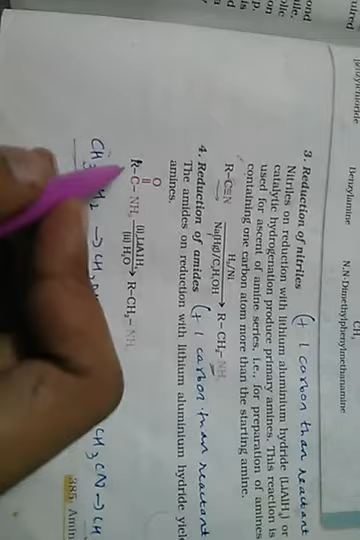 Benzylamine
N,N-Dimethylphenylmethanamine
CH₃
3. Reduction of nitriles (+ 1 carbon than reactant
Nitriles on reduction with lithium aluminium hydride (LiAlH₄) or
catalytic hydrogenation produce primary amines. This reaction is
used for ascent of amine series, i.e., for preparation of amines
containing one carbon atom more than the starting amine.
R–C≡N H₂/Ni Na(Hg)/C₂H₅OH → R – CH₂– NH₂
4. Reduction of amides (+ 1 carbon than reactant
The amides on reduction with lithium aluminium hydride yield
amines.
O
R–C– NH₂ (i) LiAlH₄ (ii) H₂O → R–CH₂– NH₂
CH₃CN → CH
385 Amin